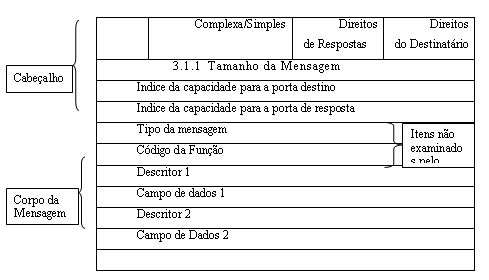 Complexa/Simples
Direitos
de Respostas
Direitos
do Destinatário
3.1.1 Tamanho da Mensagem
Cabeçalho
Indice da capacidade para a porta destino
Indice da capacidade para a porta de resposta
Tipo da mensagem
Código da Função
Itens não
examinado
s pelo
Descritor 1
Campo de dados 1
Corpo da
Mensagem
Descritor 2
Campo de Dados 2